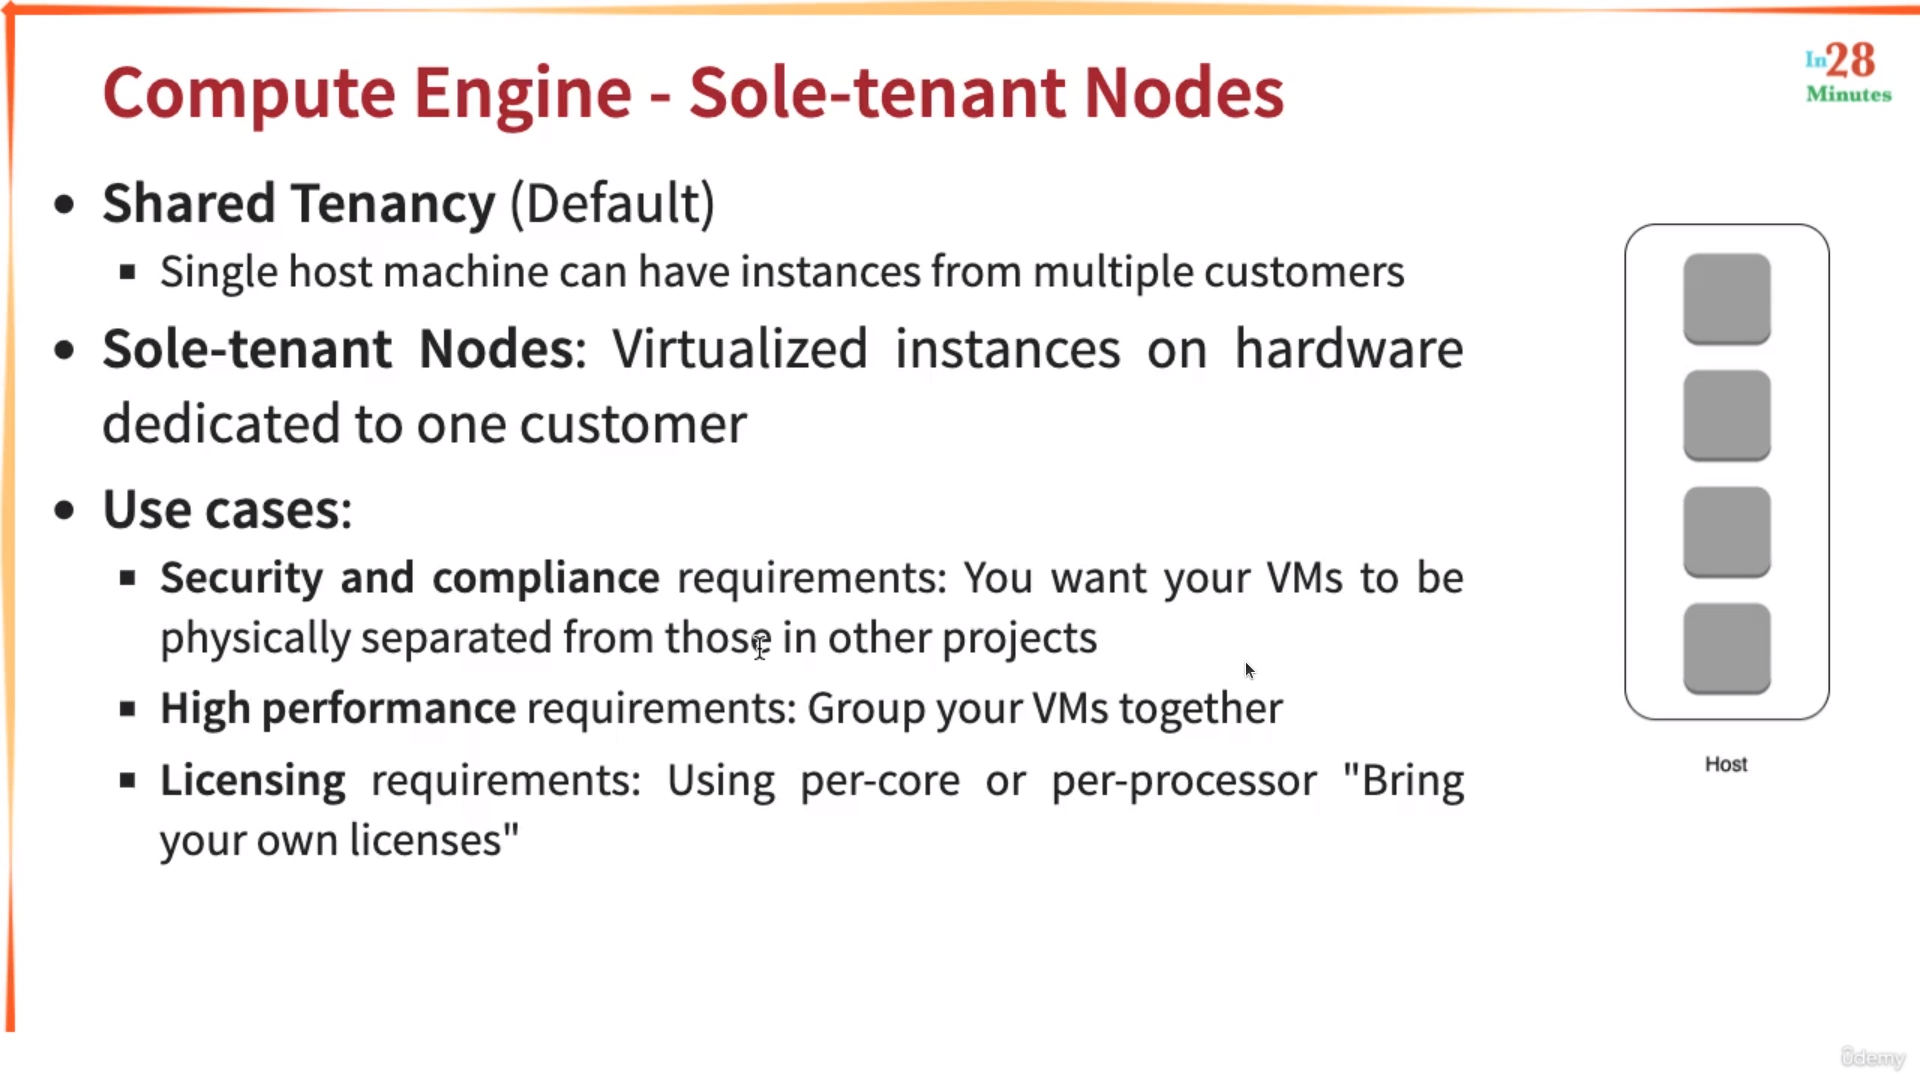 Compute Engine - Sole-tenant Nodes
In28
Minutes
• Shared Tenancy (Default)
▪ Single host machine can have instances from multiple customers
• Sole-tenant Nodes: Virtualized instances on hardware
dedicated to one customer
• Use cases:
▪ Security and compliance requirements: You want your VMs to be
physically separated from those in other projects
▪ High performance requirements: Group your VMs together
▪ Licensing requirements: Using per-core or per-processor "Bring
your own licenses"
Host
ûdemy